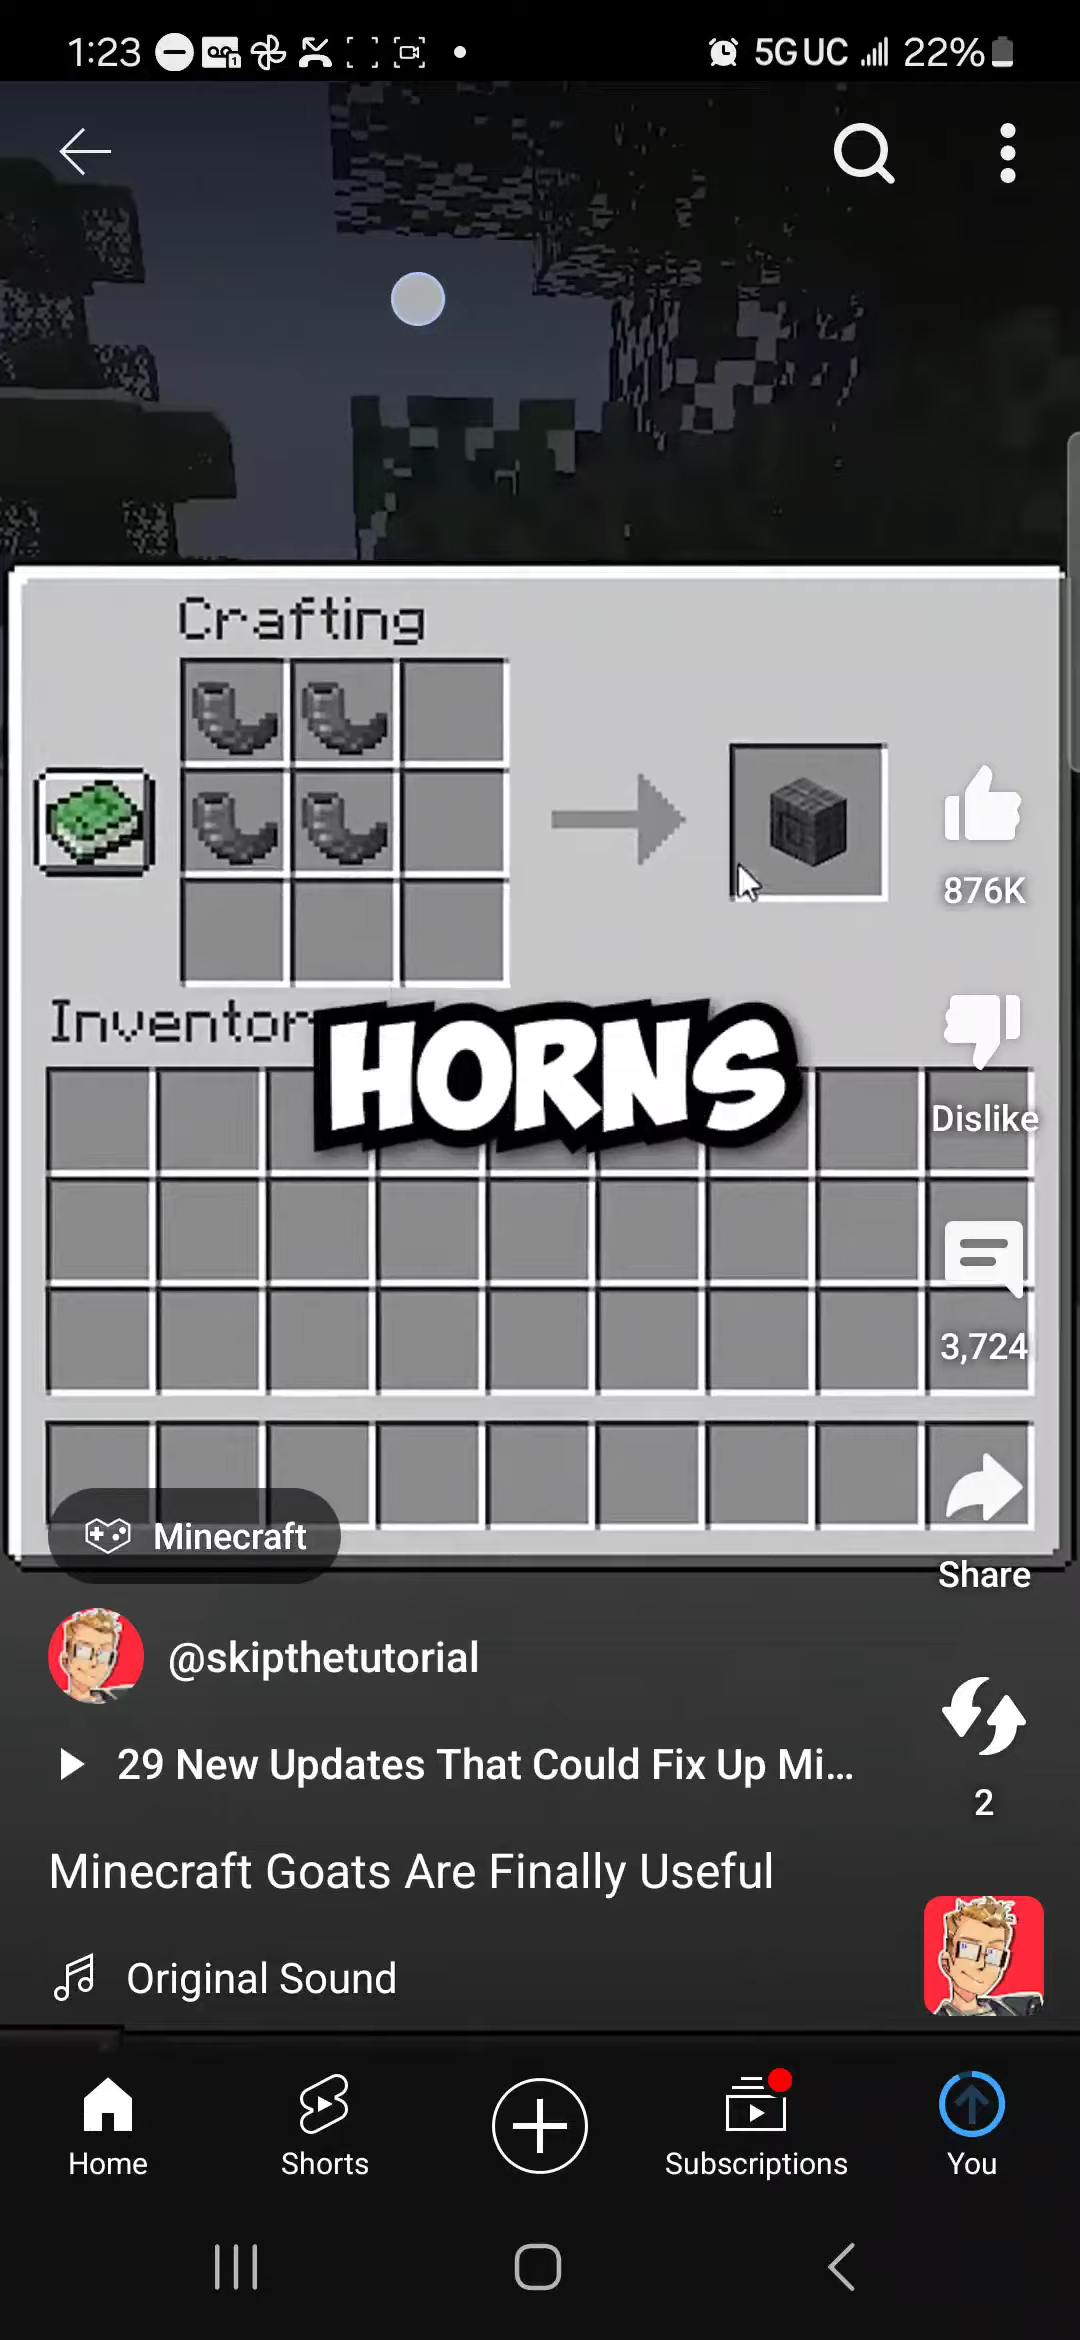 1:23
5G UC
22%
Crafting
876K
Inventor
HORNS
Dislike
3,724
Minecraft
Share
@skipthetutorial
29 New Updates That Could Fix Up Mi...
2
Minecraft Goats Are Finally Useful
Original Sound
Home
Shorts
Subscriptions
You